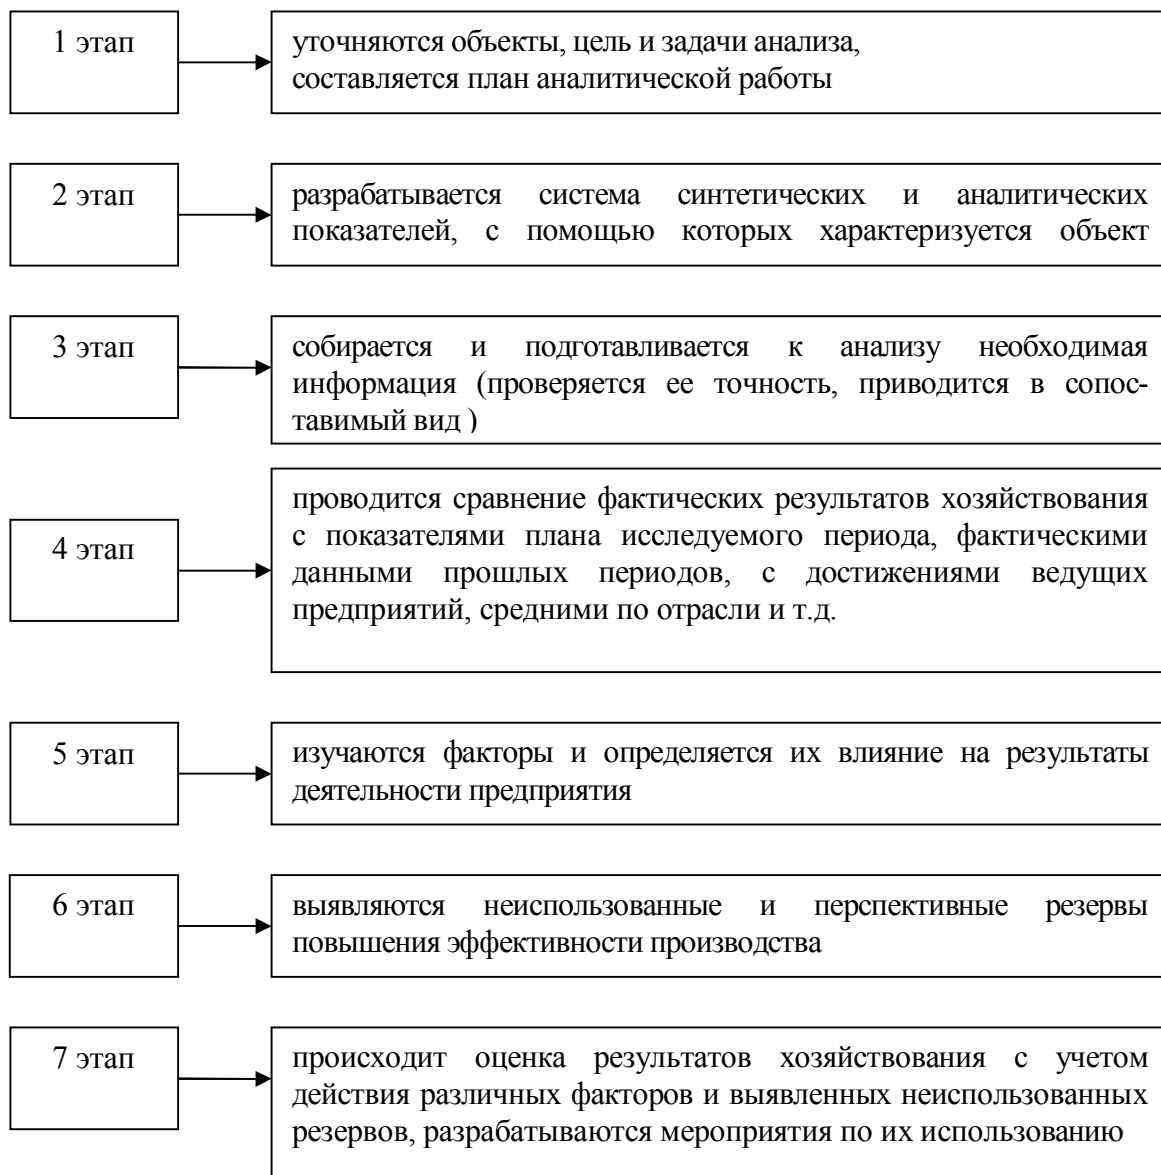 1 этап
уточняются объекты, цель и задачи анализа,
составляется план аналитической работы
2 этап
разрабатывается система синтетических и аналитических
показателей, с помощью которых характеризуется объект
3 этап
собирается и подготавливается к анализу необходимая
информация (проверяется ее точность, приводится в сопос-
тавимый вид )
4 этап
проводится сравнение фактических результатов хозяйствования
с показателями плана исследуемого периода, фактическими
данными прошлых периодов, с достижениями ведущих
предприятий, средними по отрасли и т.д.
5 этап
изучаются факторы и определяется их влияние на результаты
деятельности предприятия
6 этап
выявляются неиспользованные и перспективные резервы
повышения эффективности производства
7 этап
происходит оценка результатов хозяйствования с учетом
действия различных факторов и выявленных неиспользованных
резервов, разрабатываются мероприятия по их использованию